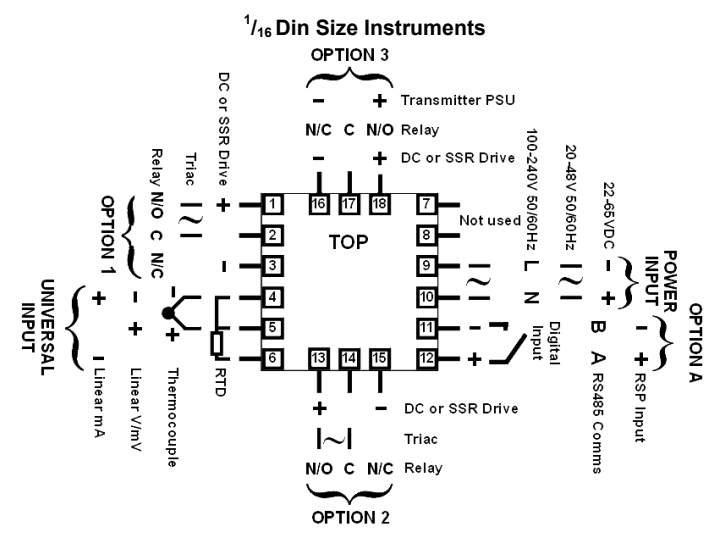 1/16 Din Size Instruments
OPTION 3
- + Transmitter PSU
N/C C N/O Relay
- + DC or SSR Drive
DC or SSR Drive
+
-
Triac
~
Relay N/O C N/C
OPTION 1
UNIVERSAL
INPUT
+ - Linear mA
- + Linear V/mV
- + Thermocouple
RTD
1
2
3
4
5
6
16 17 18
TOP
13 14 15
7
8
9
10
11
12
Not used
~
-
+
Digital
Input
100-240V 50/60Hz
L
N
20-48V 50/60Hz
~
22-65VDC
- +
POWER
INPUT
B A RS485 Comms
- + RSP Input
OPTION A
+ - DC or SSR Drive
~ Triac
N/O C N/C Relay
OPTION 2